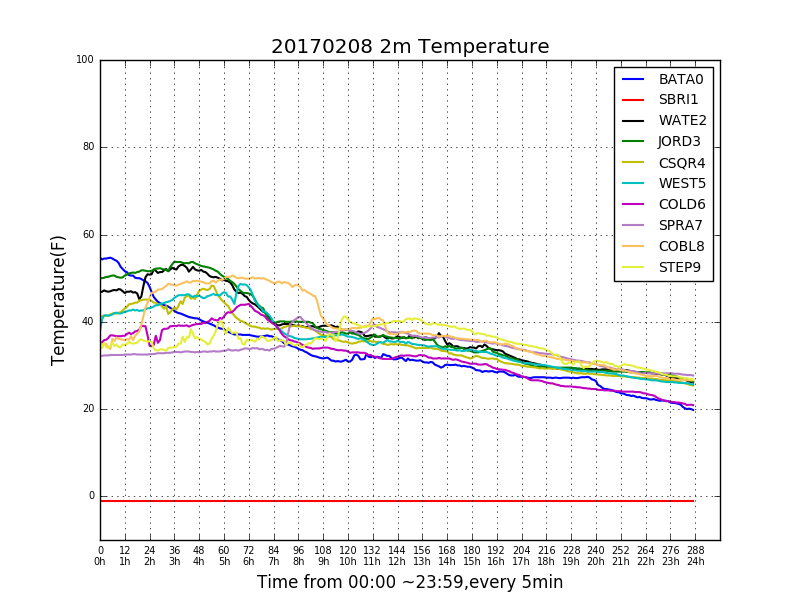 20170208 2m Temperature
100
80
60
40
20
0
Temperature(F)
BATA0
SBRI1
WATE2
JORD3
CSQR4
WEST5
COLD6
SPRA7
COBL8
STEP9
0 12 24 36 48 60 72 84 96 108 120 132 144 156 168 180 192 204 216 228 240 252 264 276 288
0h 1h 2h 3h 4h 5h 6h 7h 8h 9h 10h 11h 12h 13h 14h 15h 16h 17h 18h 19h 20h 21h 22h 23h 24h
Time from 00:00 ~23:59,every 5min